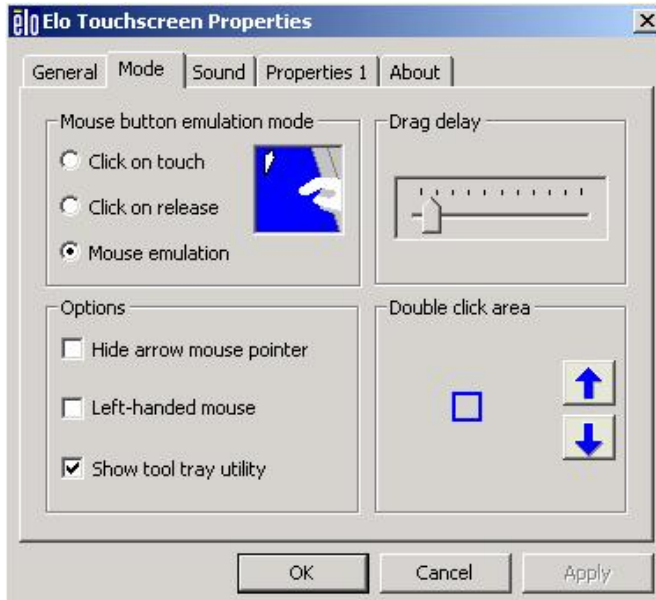 elo Elo Touchscreen Properties
General Mode Sound Properties 1 About
Mouse button emulation mode
Click on touch
Click on release
Mouse emulation
Drag delay
Options
Hide arrow mouse pointer
Left-handed mouse
Show tool tray utility
Double click area
OK Cancel Apply